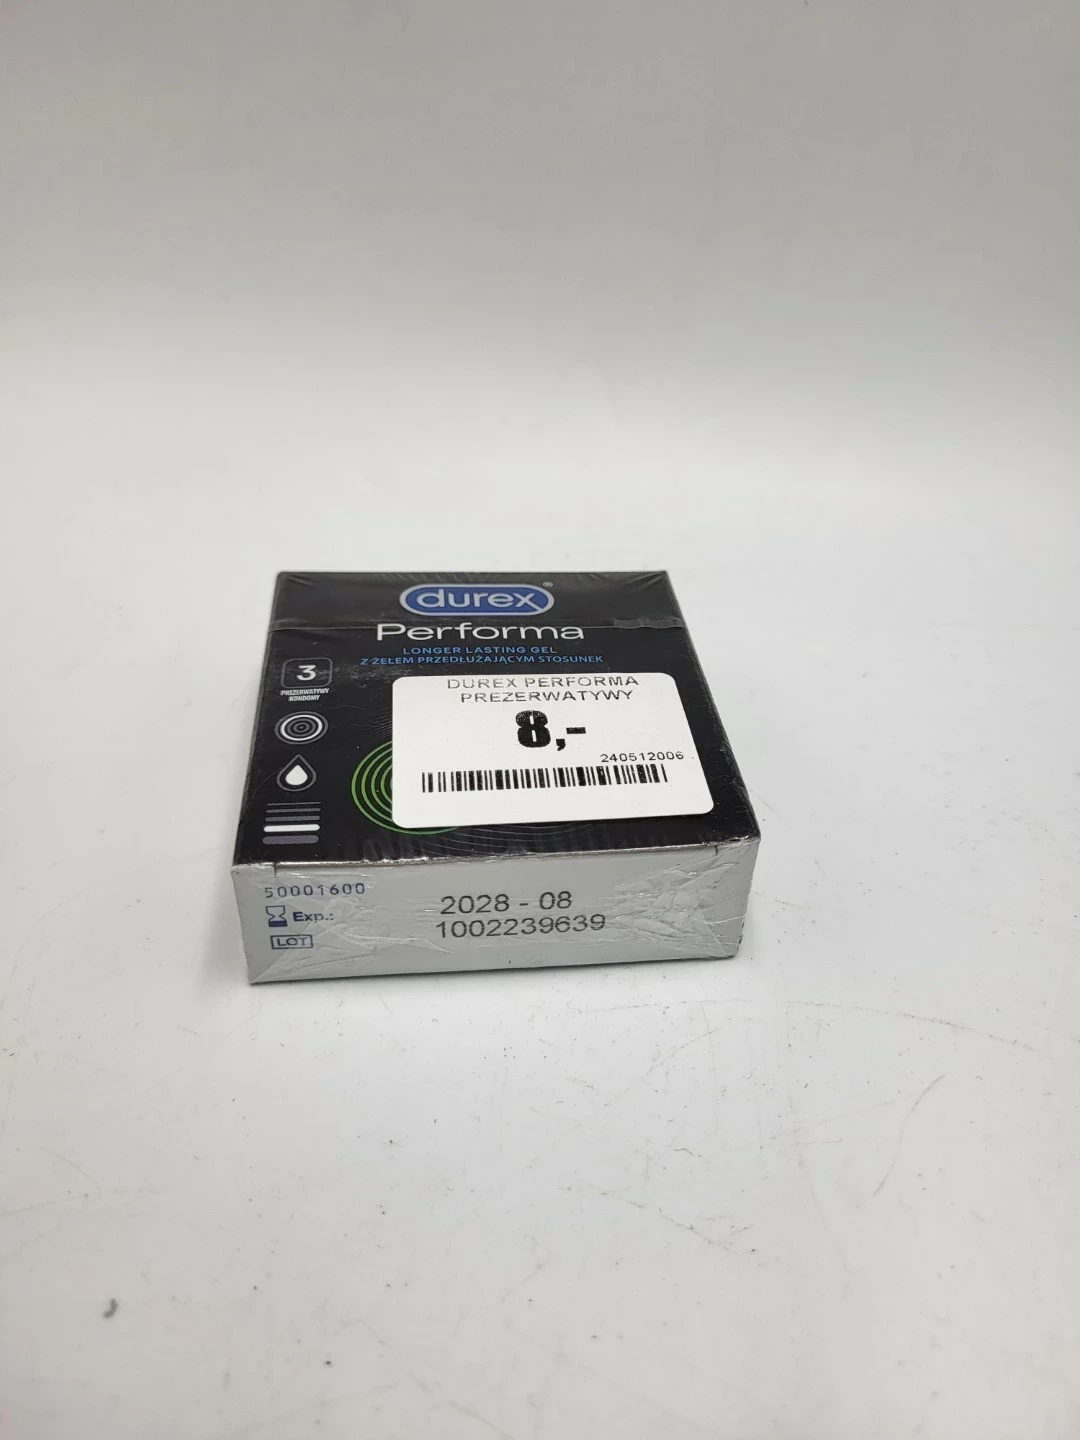 durex®
Performa
LONGER LASTING GEL
Z ŻELEM PRZEDŁUŻAJĄCYM STOSUNEK
3
PREZERWATYWY
KONDOMY
DUREX PERFORMA
PREZERWATYWY
8,-
240512006
50001600
Exp.:
2028 - 08
LOT
1002239639